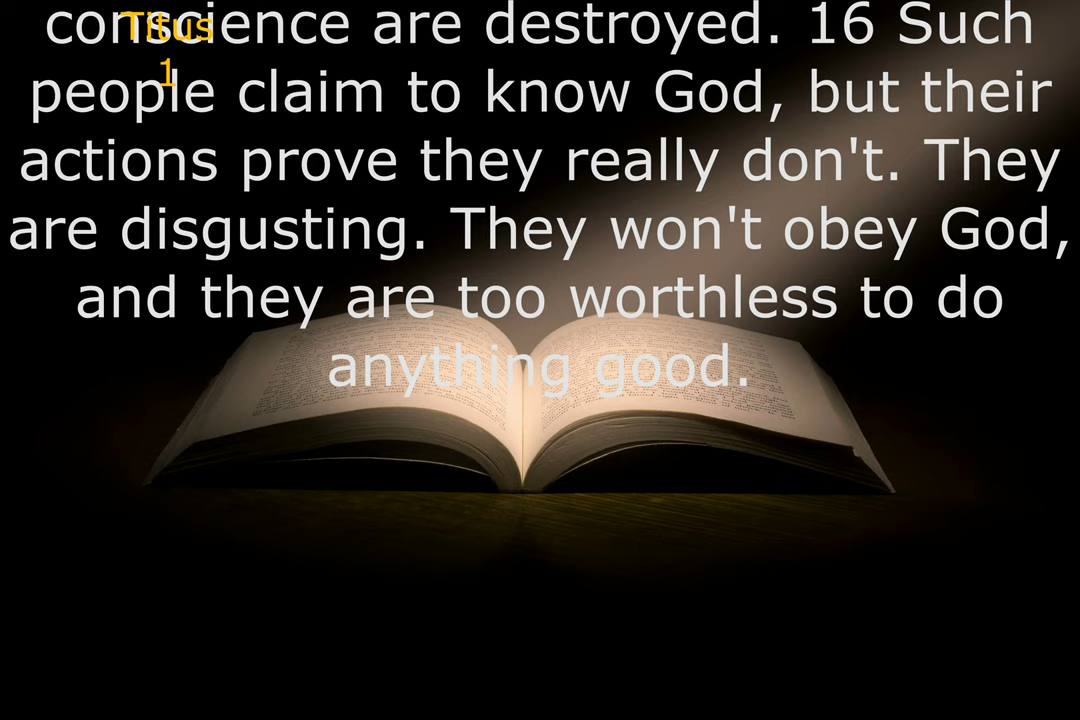 Titus
1
conscience are destroyed. 16 Such
people claim to know God, but their
actions prove they really don't. They
are disgusting. They won't obey God,
and they are too worthless to do
anything good.